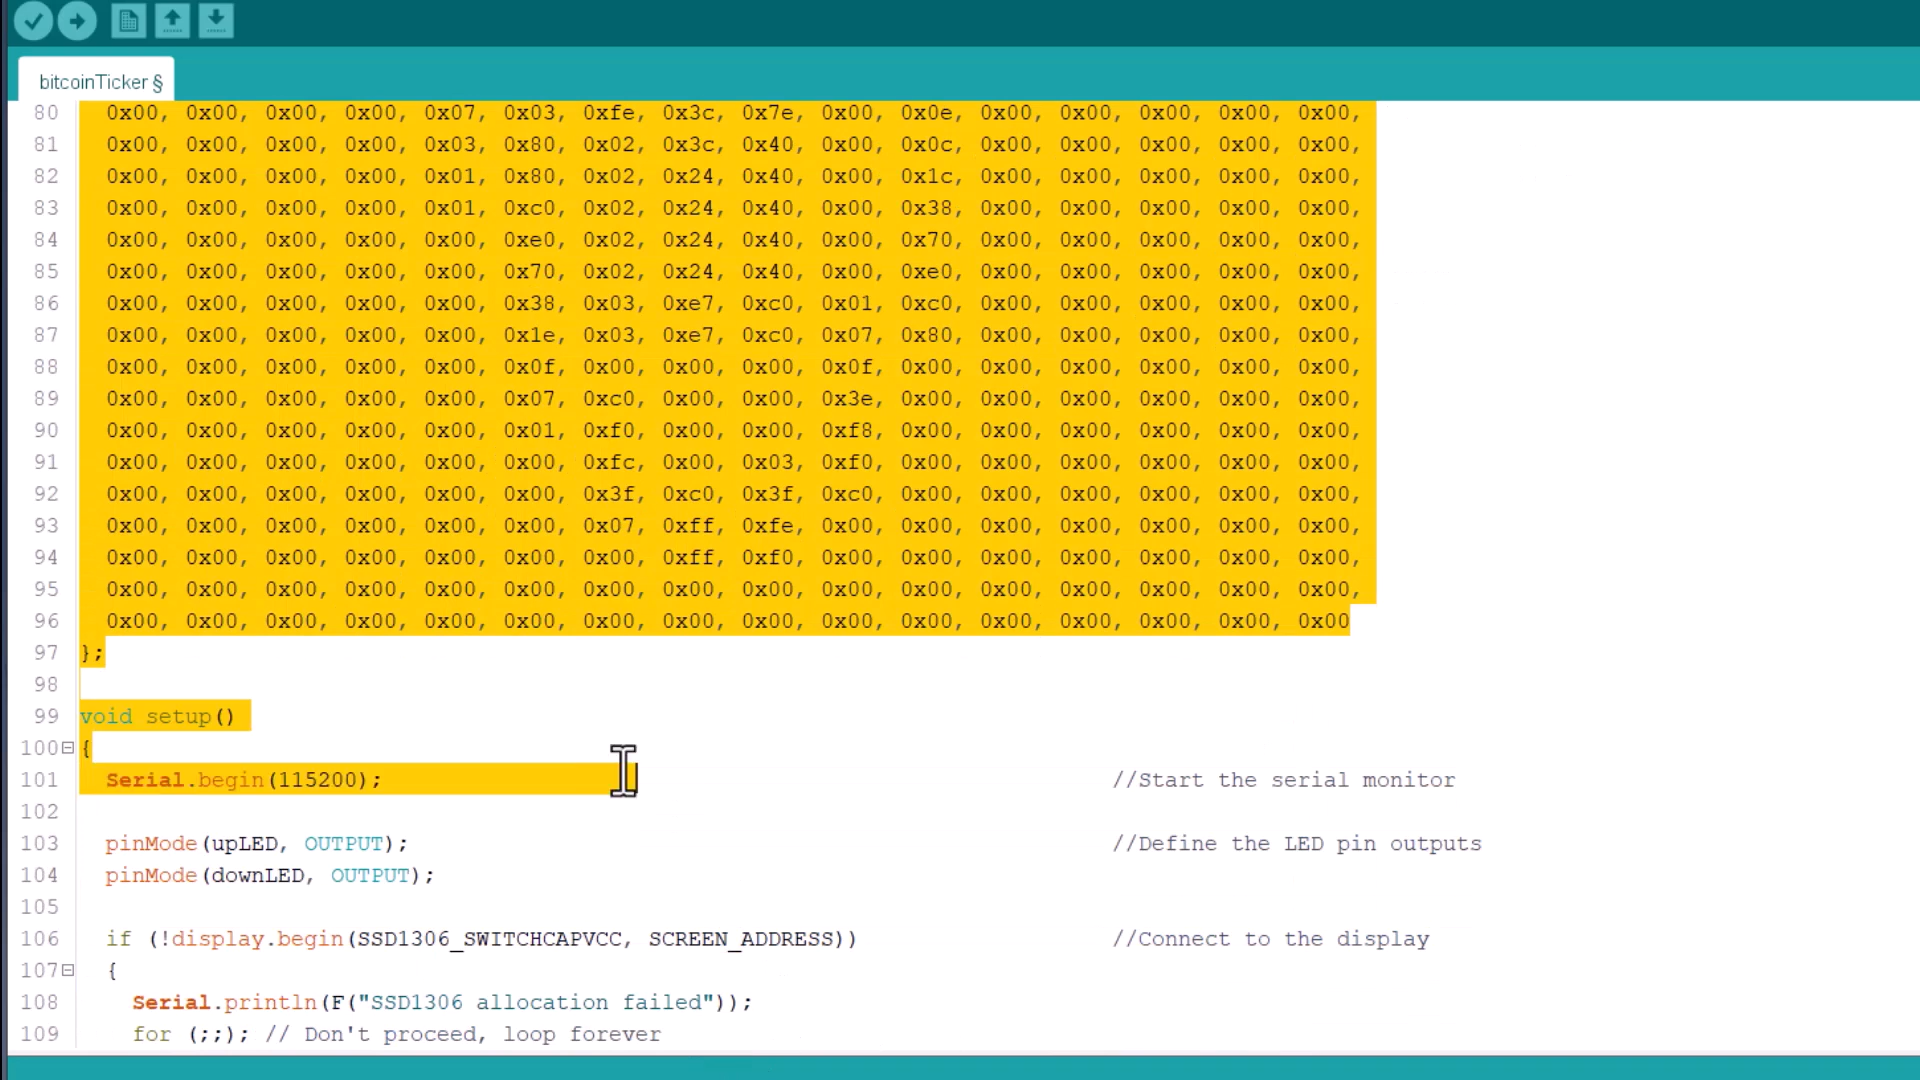 bitcoinTicker §
80 0x00, 0x00, 0x00, 0x00, 0x07, 0x03, 0xfe, 0x3c, 0x7e, 0x00, 0x0e, 0x00, 0x00, 0x00, 0x00, 0x00,
81 0x00, 0x00, 0x00, 0x00, 0x03, 0x80, 0x02, 0x3c, 0x40, 0x00, 0x0c, 0x00, 0x00, 0x00, 0x00, 0x00,
82 0x00, 0x00, 0x00, 0x00, 0x01, 0x80, 0x02, 0x24, 0x40, 0x00, 0x1c, 0x00, 0x00, 0x00, 0x00, 0x00,
83 0x00, 0x00, 0x00, 0x00, 0x01, 0xc0, 0x02, 0x24, 0x40, 0x00, 0x38, 0x00, 0x00, 0x00, 0x00, 0x00,
84 0x00, 0x00, 0x00, 0x00, 0x00, 0xe0, 0x02, 0x24, 0x40, 0x00, 0x70, 0x00, 0x00, 0x00, 0x00, 0x00,
85 0x00, 0x00, 0x00, 0x00, 0x00, 0x70, 0x02, 0x24, 0x40, 0x00, 0xe0, 0x00, 0x00, 0x00, 0x00, 0x00,
86 0x00, 0x00, 0x00, 0x00, 0x00, 0x38, 0x03, 0xe7, 0xc0, 0x01, 0xc0, 0x00, 0x00, 0x00, 0x00, 0x00,
87 0x00, 0x00, 0x00, 0x00, 0x00, 0x1e, 0x03, 0xe7, 0xc0, 0x07, 0x80, 0x00, 0x00, 0x00, 0x00, 0x00,
88 0x00, 0x00, 0x00, 0x00, 0x00, 0x0f, 0x00, 0x00, 0x00, 0x0f, 0x00, 0x00, 0x00, 0x00, 0x00, 0x00,
89 0x00, 0x00, 0x00, 0x00, 0x00, 0x07, 0xc0, 0x00, 0x00, 0x3e, 0x00, 0x00, 0x00, 0x00, 0x00, 0x00,
90 0x00, 0x00, 0x00, 0x00, 0x00, 0x01, 0xf0, 0x00, 0x00, 0xf8, 0x00, 0x00, 0x00, 0x00, 0x00, 0x00,
91 0x00, 0x00, 0x00, 0x00, 0x00, 0x00, 0xfc, 0x00, 0x03, 0xf0, 0x00, 0x00, 0x00, 0x00, 0x00, 0x00,
92 0x00, 0x00, 0x00, 0x00, 0x00, 0x00, 0x3f, 0xc0, 0x3f, 0xc0, 0x00, 0x00, 0x00, 0x00, 0x00, 0x00,
93 0x00, 0x00, 0x00, 0x00, 0x00, 0x00, 0x07, 0xff, 0xfe, 0x00, 0x00, 0x00, 0x00, 0x00, 0x00, 0x00,
94 0x00, 0x00, 0x00, 0x00, 0x00, 0x00, 0x00, 0xff, 0xf0, 0x00, 0x00, 0x00, 0x00, 0x00, 0x00, 0x00,
95 0x00, 0x00, 0x00, 0x00, 0x00, 0x00, 0x00, 0x00, 0x00, 0x00, 0x00, 0x00, 0x00, 0x00, 0x00, 0x00,
96 0x00, 0x00, 0x00, 0x00, 0x00, 0x00, 0x00, 0x00, 0x00, 0x00, 0x00, 0x00, 0x00, 0x00, 0x00, 0x00
97 };
98
99 void setup()
100 {
101 Serial.begin(115200); //Start the serial monitor
102
103 pinMode(upLED, OUTPUT); //Define the LED pin outputs
104 pinMode(downLED, OUTPUT);
105
106 if (!display.begin(SSD1306_SWITCHCAPVCC, SCREEN_ADDRESS)) //Connect to the display
107 {
108 Serial.println(F("SSD1306 allocation failed"));
109 for (;;); // Don't proceed, loop forever